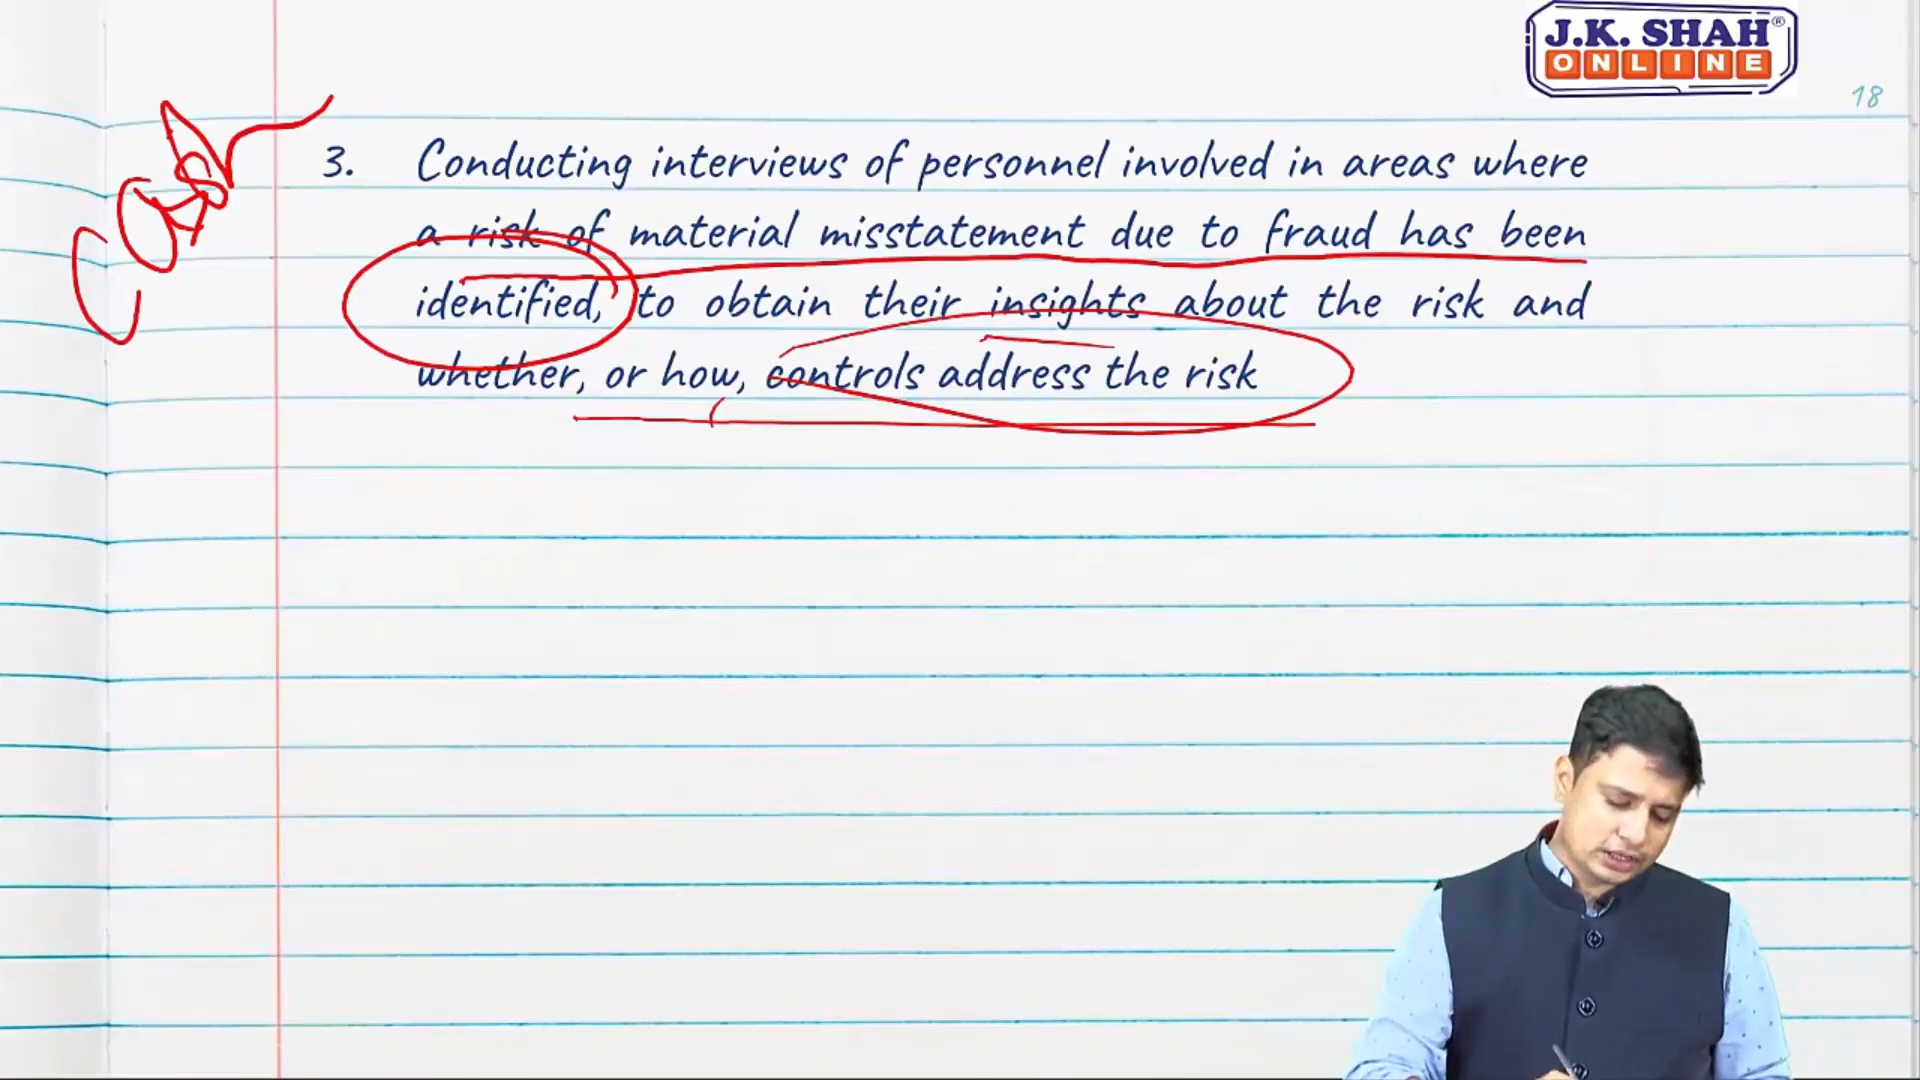 J.K. SHAH®
ONLINE
18
3. Conducting interviews of personnel involved in areas where
a risk of material misstatement due to fraud has been
identified, to obtain their insights about the risk and
whether, or how, controls address the risk